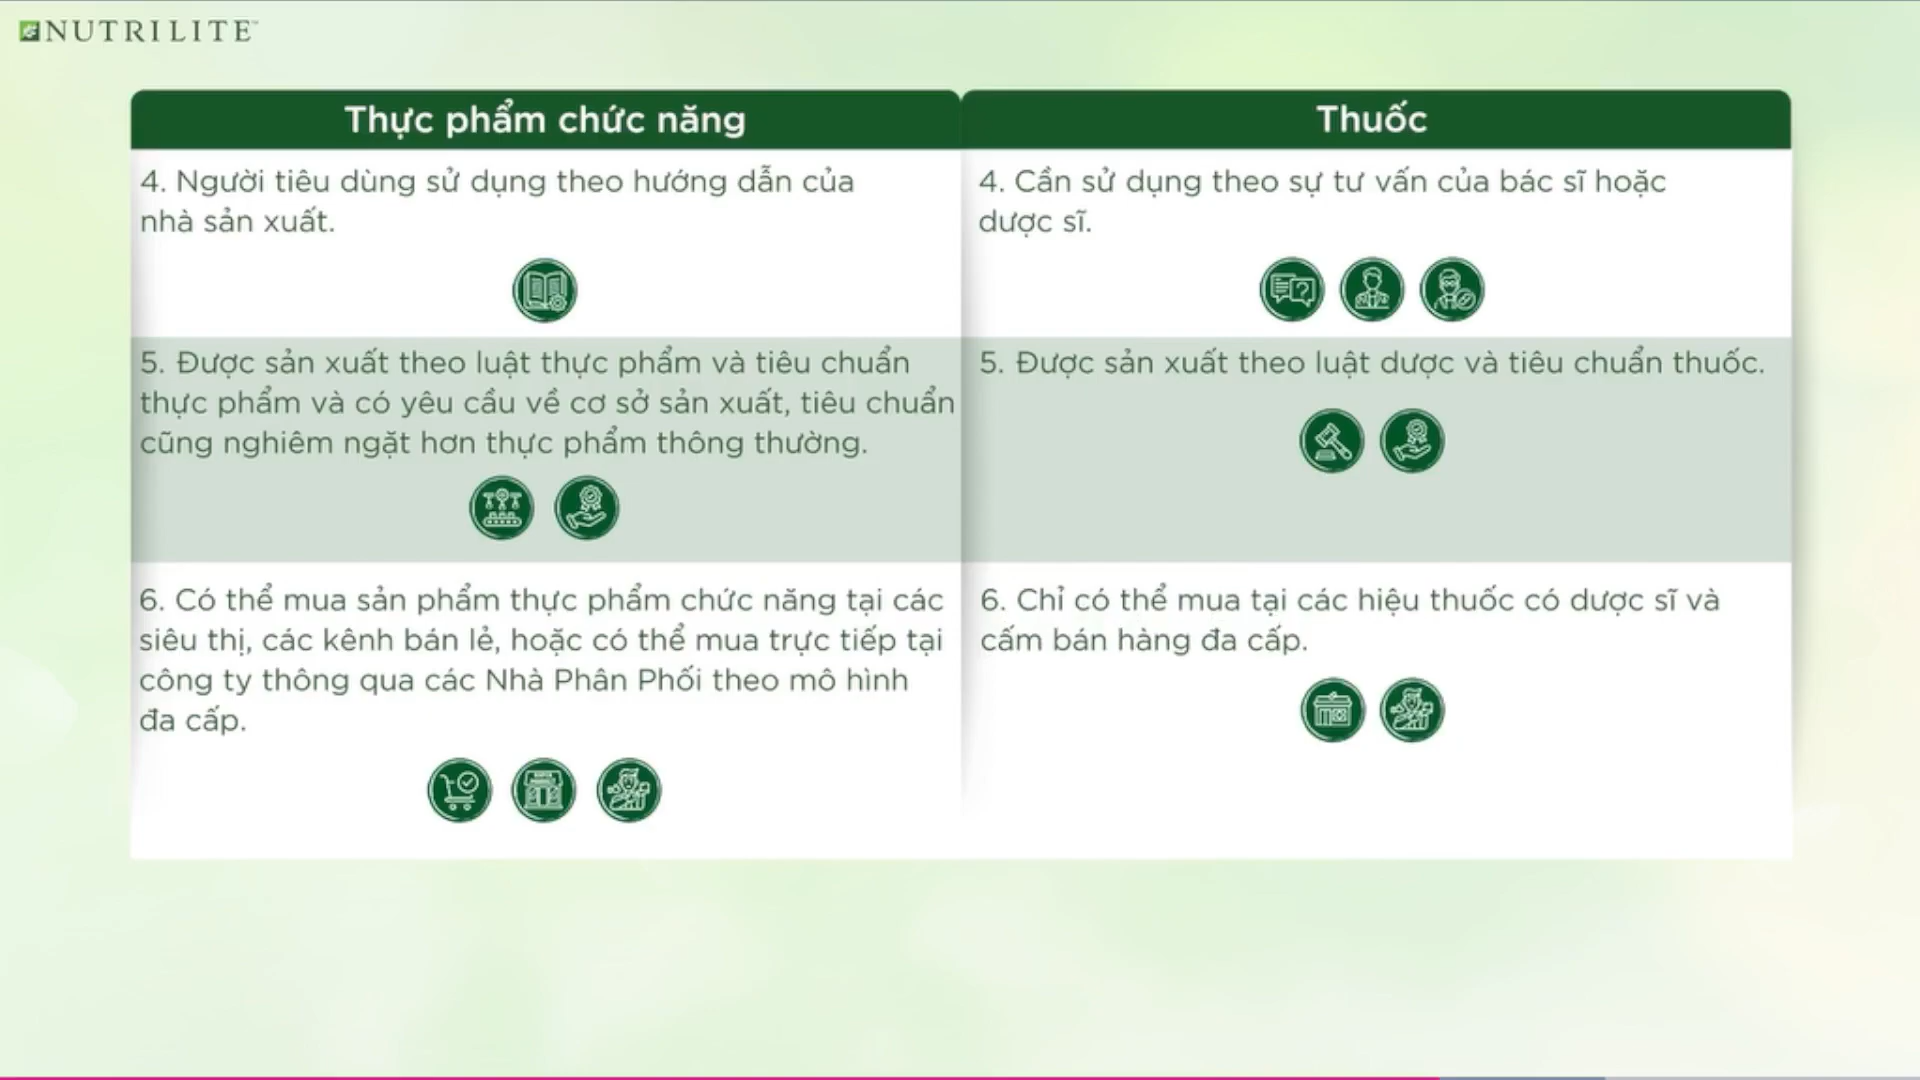 NUTRILITE™
Thực phẩm chức năng
Thuốc
4. Người tiêu dùng sử dụng theo hướng dẫn của
nhà sản xuất.
4. Cần sử dụng theo sự tư vấn của bác sĩ hoặc
dược sĩ.
5. Được sản xuất theo luật thực phẩm và tiêu chuẩn
thực phẩm và có yêu cầu về cơ sở sản xuất, tiêu chuẩn
cũng nghiêm ngặt hơn thực phẩm thông thường.
5. Được sản xuất theo luật dược và tiêu chuẩn thuốc.
6. Có thể mua sản phẩm thực phẩm chức năng tại các
siêu thị, các kênh bán lẻ, hoặc có thể mua trực tiếp tại
công ty thông qua các Nhà Phân Phối theo mô hình
đa cấp.
6. Chỉ có thể mua tại các hiệu thuốc có dược sĩ và
cấm bán hàng đa cấp.